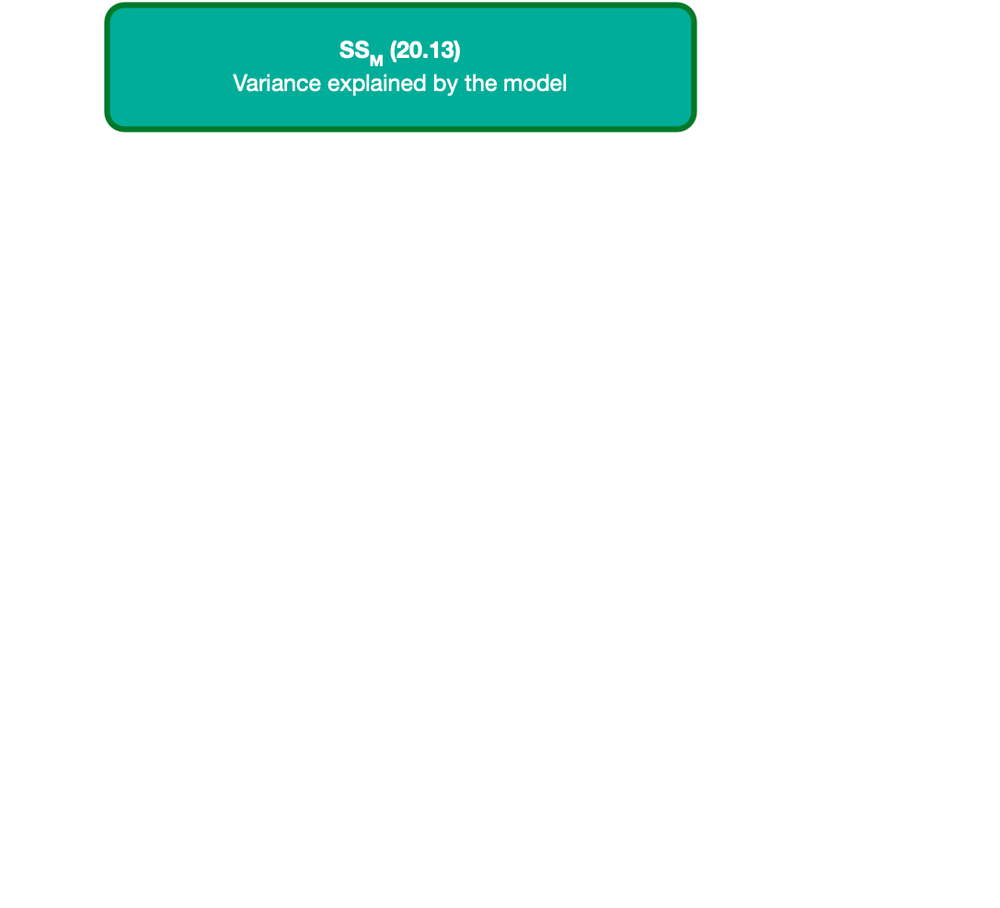 SSM (20.13)
Variance explained by the model